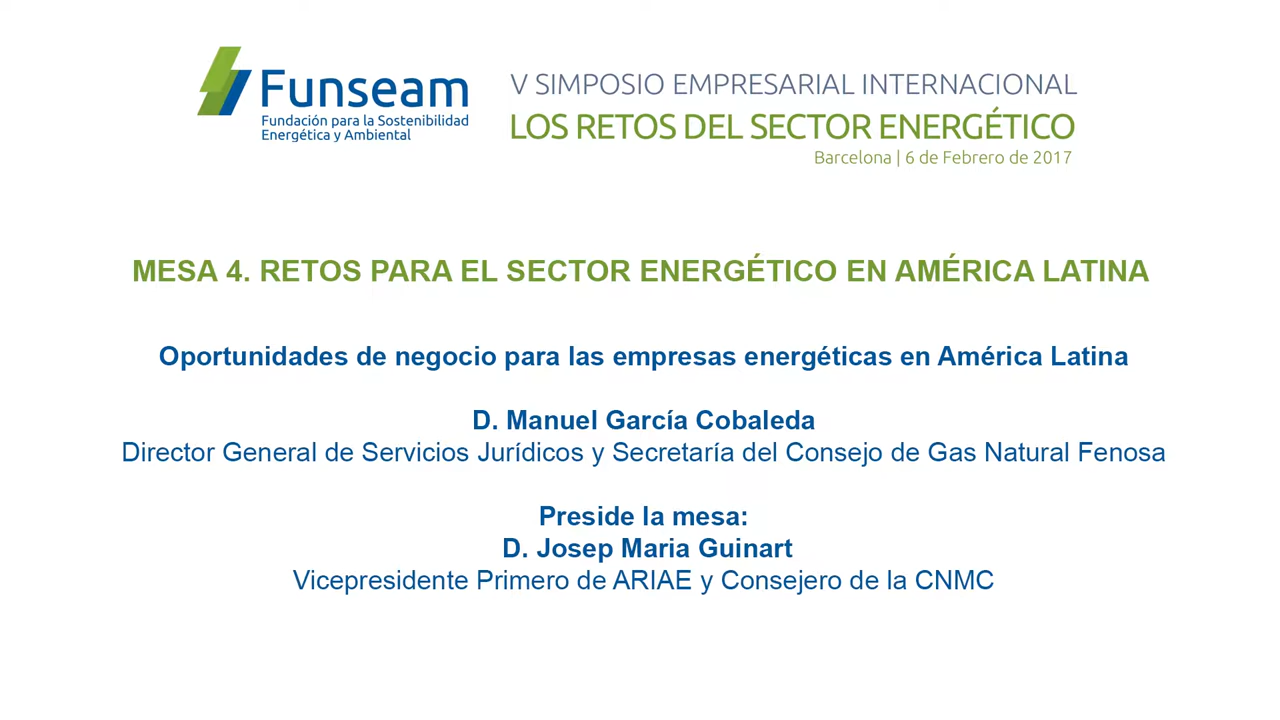 Funseam
Fundación para la Sostenibilidad
Energética y Ambiental
V SIMPOSIO EMPRESARIAL INTERNACIONAL
LOS RETOS DEL SECTOR ENERGÉTICO
Barcelona | 6 de Febrero de 2017
MESA 4. RETOS PARA EL SECTOR ENERGÉTICO EN AMÉRICA LATINA
Oportunidades de negocio para las empresas energéticas en América Latina
D. Manuel García Cobaleda
Director General de Servicios Jurídicos y Secretaría del Consejo de Gas Natural Fenosa
Preside la mesa:
D. Josep Maria Guinart
Vicepresidente Primero de ARIAE y Consejero de la CNMC